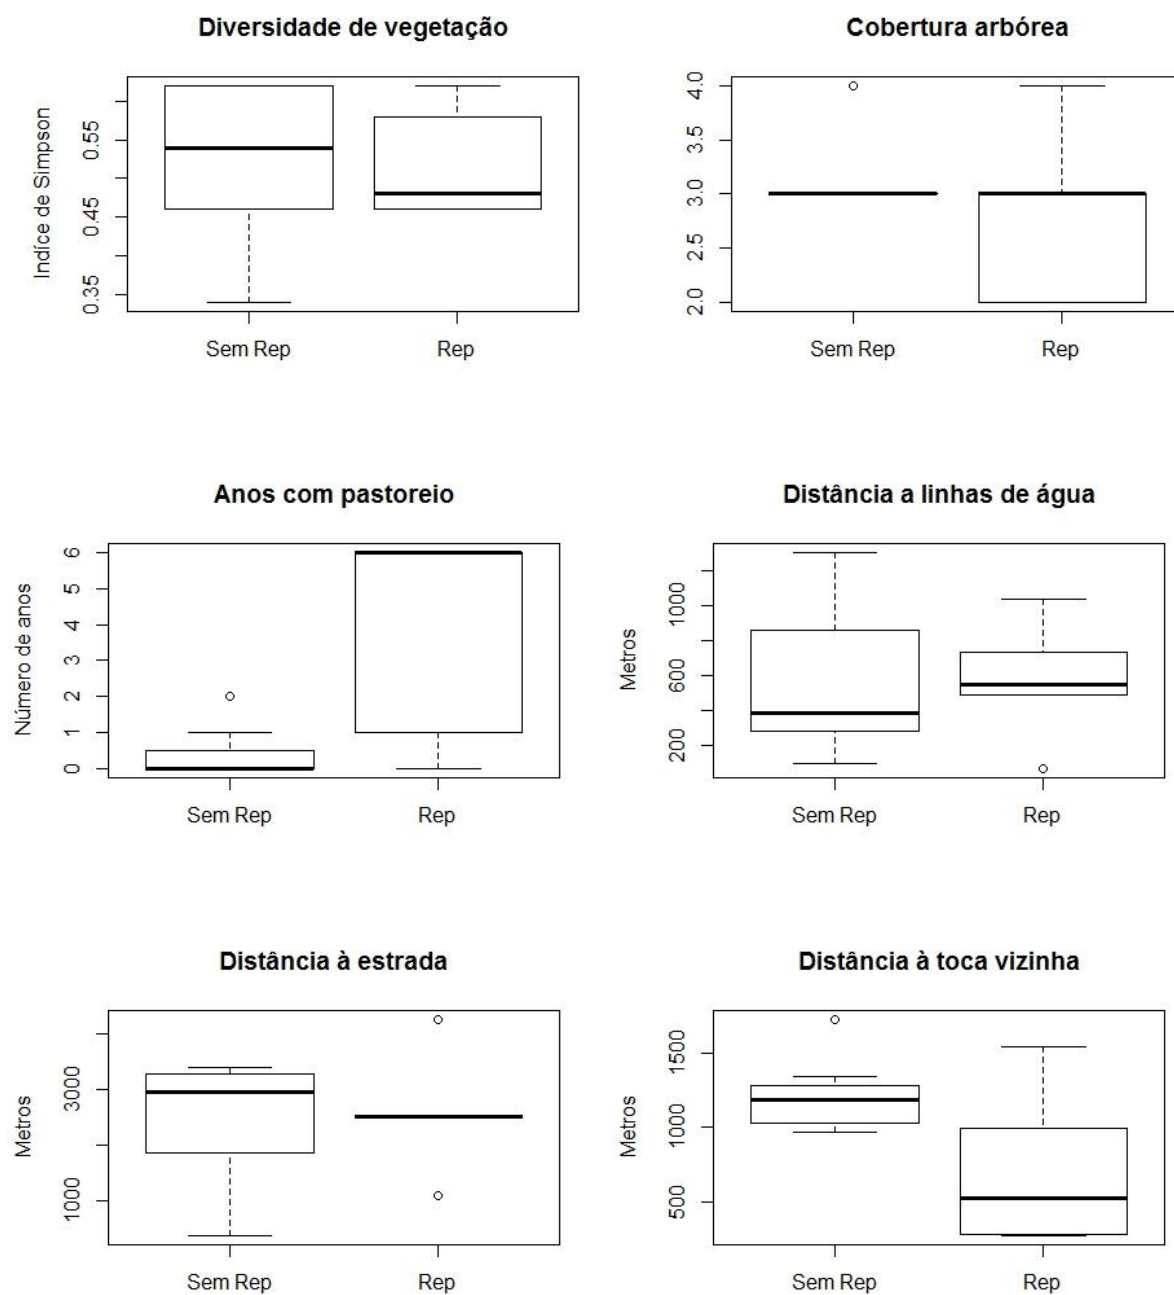 Diversidade de vegetação
Indíce de Simpson
0.55
0.45
0.35
Sem Rep
Rep
Cobertura arbórea
4.0
3.5
3.0
2.5
2.0
Sem Rep
Rep
Anos com pastoreio
Número de anos
6
5
4
3
2
1
0
Sem Rep
Rep
Distância a linhas de água
Metros
1000
600
200
Sem Rep
Rep
Distância à estrada
Metros
3000
1000
Sem Rep
Rep
Distância à toca vizinha
Metros
1500
1000
500
Sem Rep
Rep